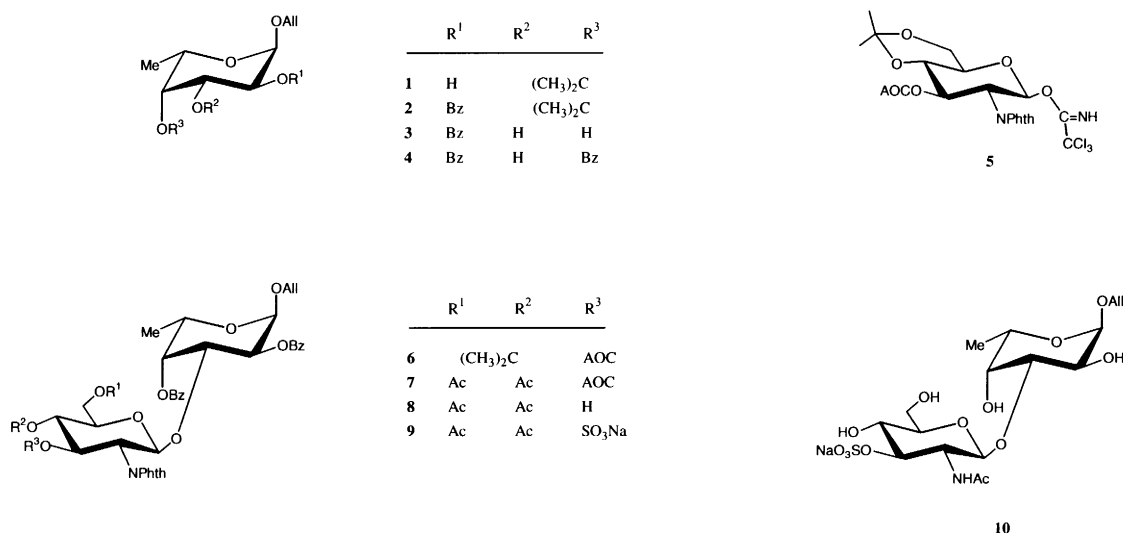 OAll
O
Me
OR¹
OR²
OR³
R¹ R² R³
1 H (CH₃)₂C
2 Bz (CH₃)₂C
3 Bz H H
4 Bz H Bz
O
O
O
AOCO
NPhth
O
C=NH
CCl₃
5
OAll
O
Me
OBz
OBz
OR¹
R²O
O
R³O
O
NPhth
R¹ R² R³
6 (CH₃)₂C AOC
7 Ac Ac AOC
8 Ac Ac H
9 Ac Ac SO₃Na
OAll
O
Me
OH
OH
OH
HO
O
NaO₃SO
O
NHAc
10